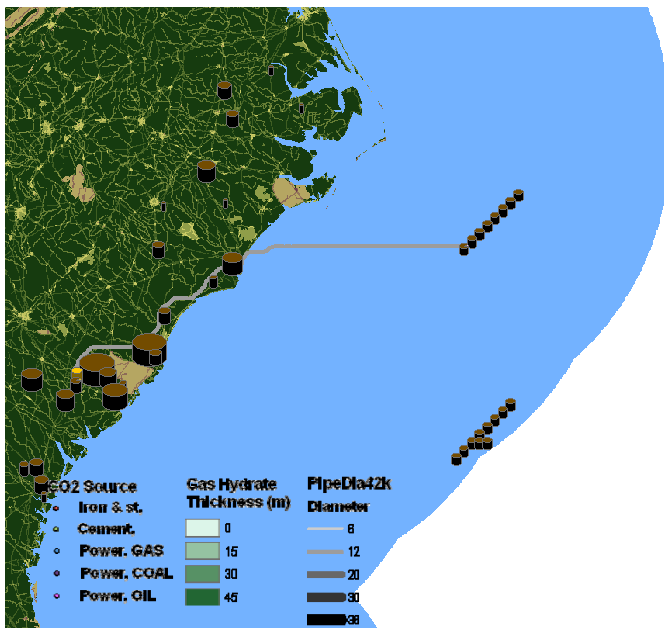 CO2 Source
Iron & st.
Cement.
Power. GAS
Power. COAL
Power. OIL
Gas Hydrate
Thickness (m)
0
15
30
45
PipeDia42k
Diameter
6
12
20
30
36